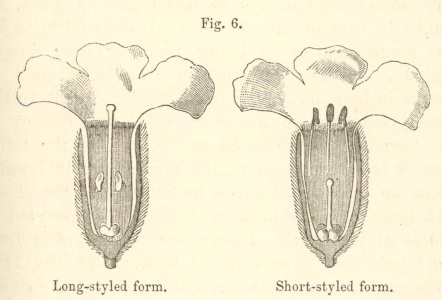 Fig. 6.
Long-styled form.
Short-styled form.